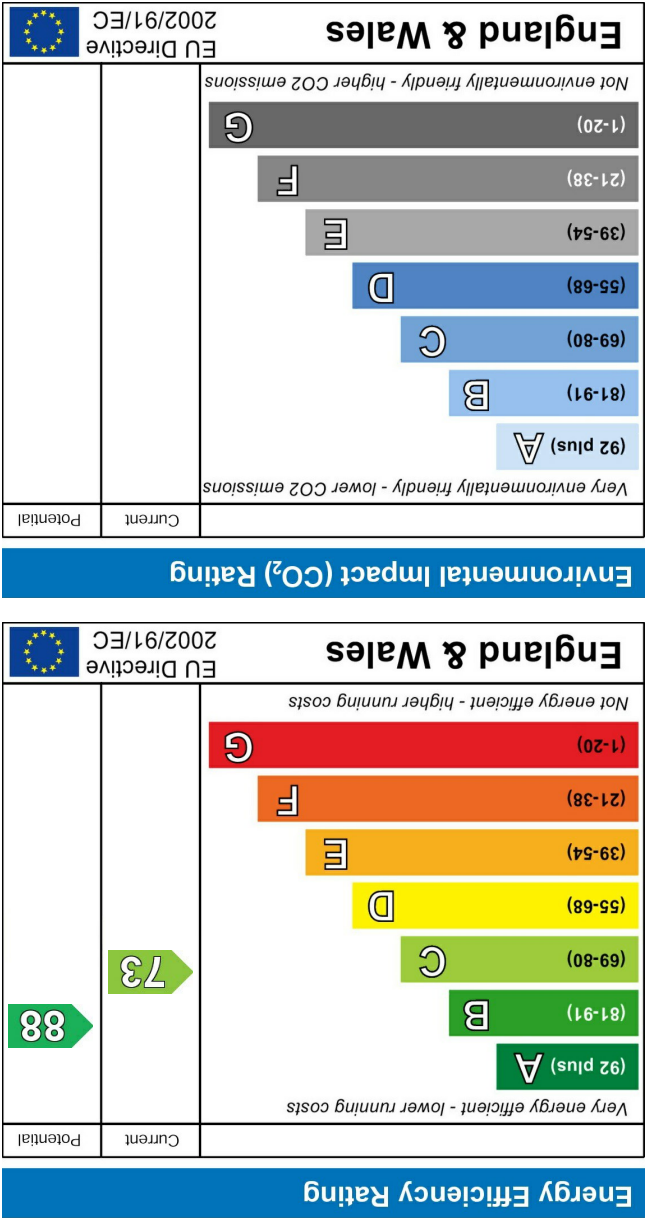 Energy Efficiency Rating
Current Potential
Very energy efficient - lower running costs
(92 plus) A
(81-91) B
(69-80) C
(55-68) D
(39-54) E
(21-38) F
(1-20) G
73
88
Not energy efficient - higher running costs
England & Wales
EU Directive
2002/91/EC
Environmental Impact (CO₂) Rating
Current Potential
Very environmentally friendly - lower CO2 emissions
(92 plus) A
(81-91) B
(69-80) C
(55-68) D
(39-54) E
(21-38) F
(1-20) G
Not environmentally friendly - higher CO2 emissions
England & Wales
EU Directive
2002/91/EC